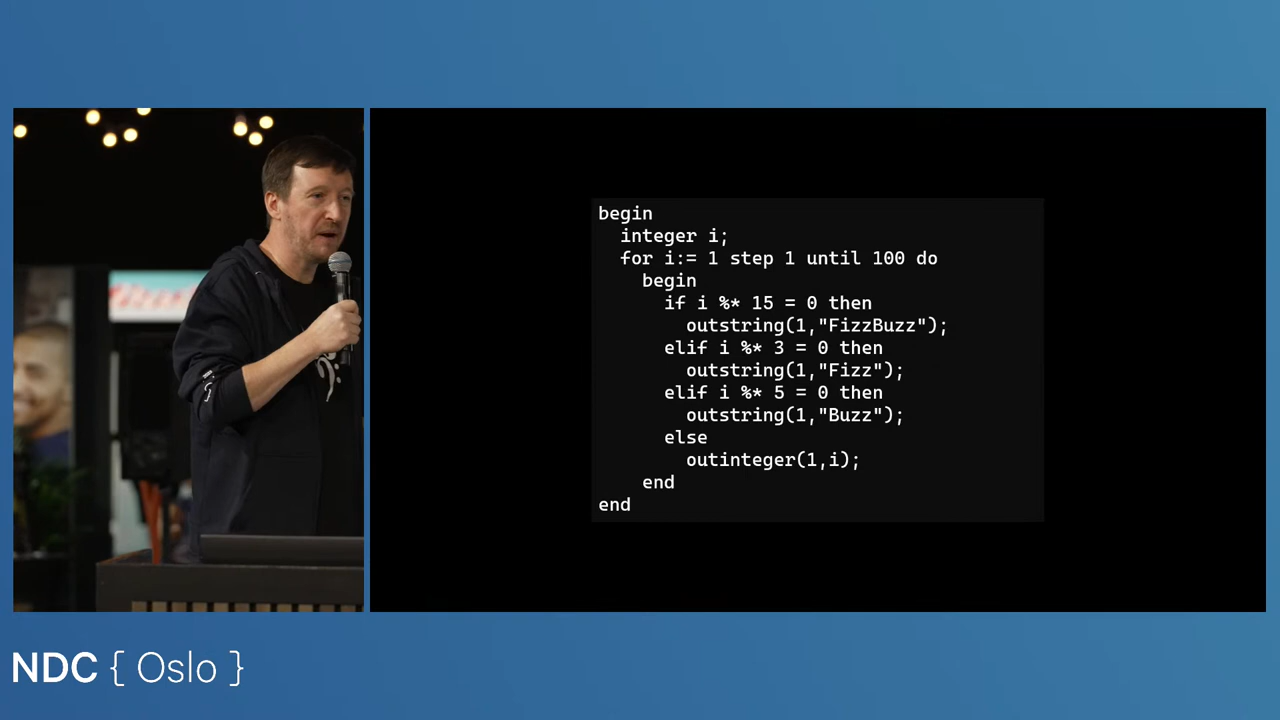 begin
integer i;
for i:= 1 step 1 until 100 do
begin
if i %* 15 = 0 then
outstring(1,"FizzBuzz");
elif i %* 3 = 0 then
outstring(1,"Fizz");
elif i %* 5 = 0 then
outstring(1,"Buzz");
else
outinteger(1,i);
end
end
NDC { Oslo }